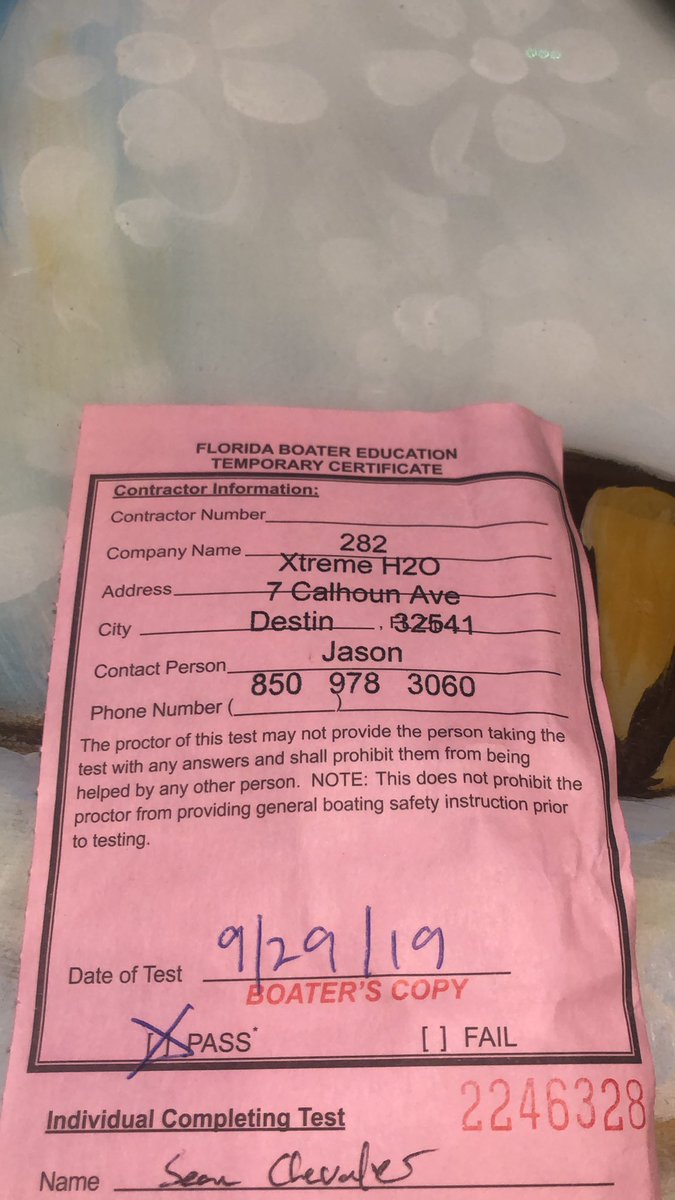 FLORIDA BOATER EDUCATION
TEMPORARY CERTIFICATE
Contractor Information:
Contractor Number
282
Company Name
Xtreme H2O
Address 7 Calhoun Ave
City Destin , 32541
Jason
Contact Person
850 978 3060
Phone Number ( )
The proctor of this test may not provide the person taking the
test with any answers and shall prohibit them from being
helped by any other person. NOTE: This does not prohibit the
proctor from providing general boating safety instruction prior
to testing.
Date of Test 9/29/19
BOATER'S COPY
[X] PASS* [ ] FAIL
2246328
Individual Completing Test
Name Sean Chevalier